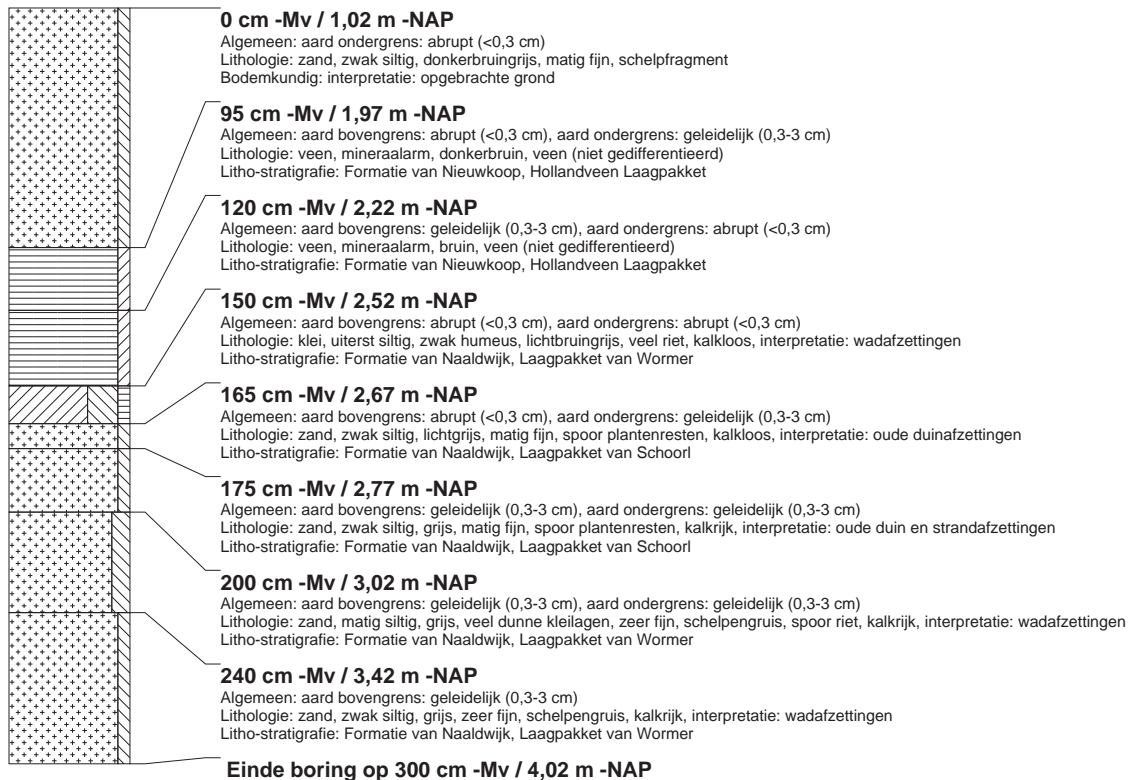 0 cm -Mv / 1,02 m -NAP
Algemeen: aard ondergrens: abrupt (<0,3 cm)
Lithologie: zand, zwak siltig, donkerbruingrijs, matig fijn, schelpfragment
Bodemkundig: interpretatie: opgebrachte grond
95 cm -Mv / 1,97 m -NAP
Algemeen: aard bovengrens: abrupt (<0,3 cm), aard ondergrens: geleidelijk (0,3-3 cm)
Lithologie: veen, mineraalarm, donkerbruin, veen (niet gedifferentieerd)
Litho-stratigrafie: Formatie van Nieuwkoop, Hollandveen Laagpakket
120 cm -Mv / 2,22 m -NAP
Algemeen: aard bovengrens: geleidelijk (0,3-3 cm), aard ondergrens: abrupt (<0,3 cm)
Lithologie: veen, mineraalarm, bruin, veen (niet gedifferentieerd)
Litho-stratigrafie: Formatie van Nieuwkoop, Hollandveen Laagpakket
150 cm -Mv / 2,52 m -NAP
Algemeen: aard bovengrens: abrupt (<0,3 cm), aard ondergrens: abrupt (<0,3 cm)
Lithologie: klei, uiterst siltig, zwak humeus, lichtbruingrijs, veel riet, kalkloos, interpretatie: wadafzettingen
Litho-stratigrafie: Formatie van Naaldwijk, Laagpakket van Wormer
165 cm -Mv / 2,67 m -NAP
Algemeen: aard bovengrens: abrupt (<0,3 cm), aard ondergrens: geleidelijk (0,3-3 cm)
Lithologie: zand, zwak siltig, lichtgrijs, matig fijn, spoor plantenresten, kalkloos, interpretatie: oude duinafzettingen
Litho-stratigrafie: Formatie van Naaldwijk, Laagpakket van Schoorl
175 cm -Mv / 2,77 m -NAP
Algemeen: aard bovengrens: geleidelijk (0,3-3 cm), aard ondergrens: geleidelijk (0,3-3 cm)
Lithologie: zand, zwak siltig, grijs, matig fijn, spoor plantenresten, kalkrijk, interpretatie: oude duin en strandafzettingen
Litho-stratigrafie: Formatie van Naaldwijk, Laagpakket van Schoorl
200 cm -Mv / 3,02 m -NAP
Algemeen: aard bovengrens: geleidelijk (0,3-3 cm), aard ondergrens: geleidelijk (0,3-3 cm)
Lithologie: zand, matig siltig, grijs, veel dunne kleilagen, zeer fijn, schelpengruis, spoor riet, kalkrijk, interpretatie: wadafzettingen
Litho-stratigrafie: Formatie van Naaldwijk, Laagpakket van Wormer
240 cm -Mv / 3,42 m -NAP
Algemeen: aard bovengrens: geleidelijk (0,3-3 cm)
Lithologie: zand, zwak siltig, grijs, zeer fijn, schelpengruis, kalkrijk, interpretatie: wadafzettingen
Litho-stratigrafie: Formatie van Naaldwijk, Laagpakket van Wormer
Einde boring op 300 cm -Mv / 4,02 m -NAP